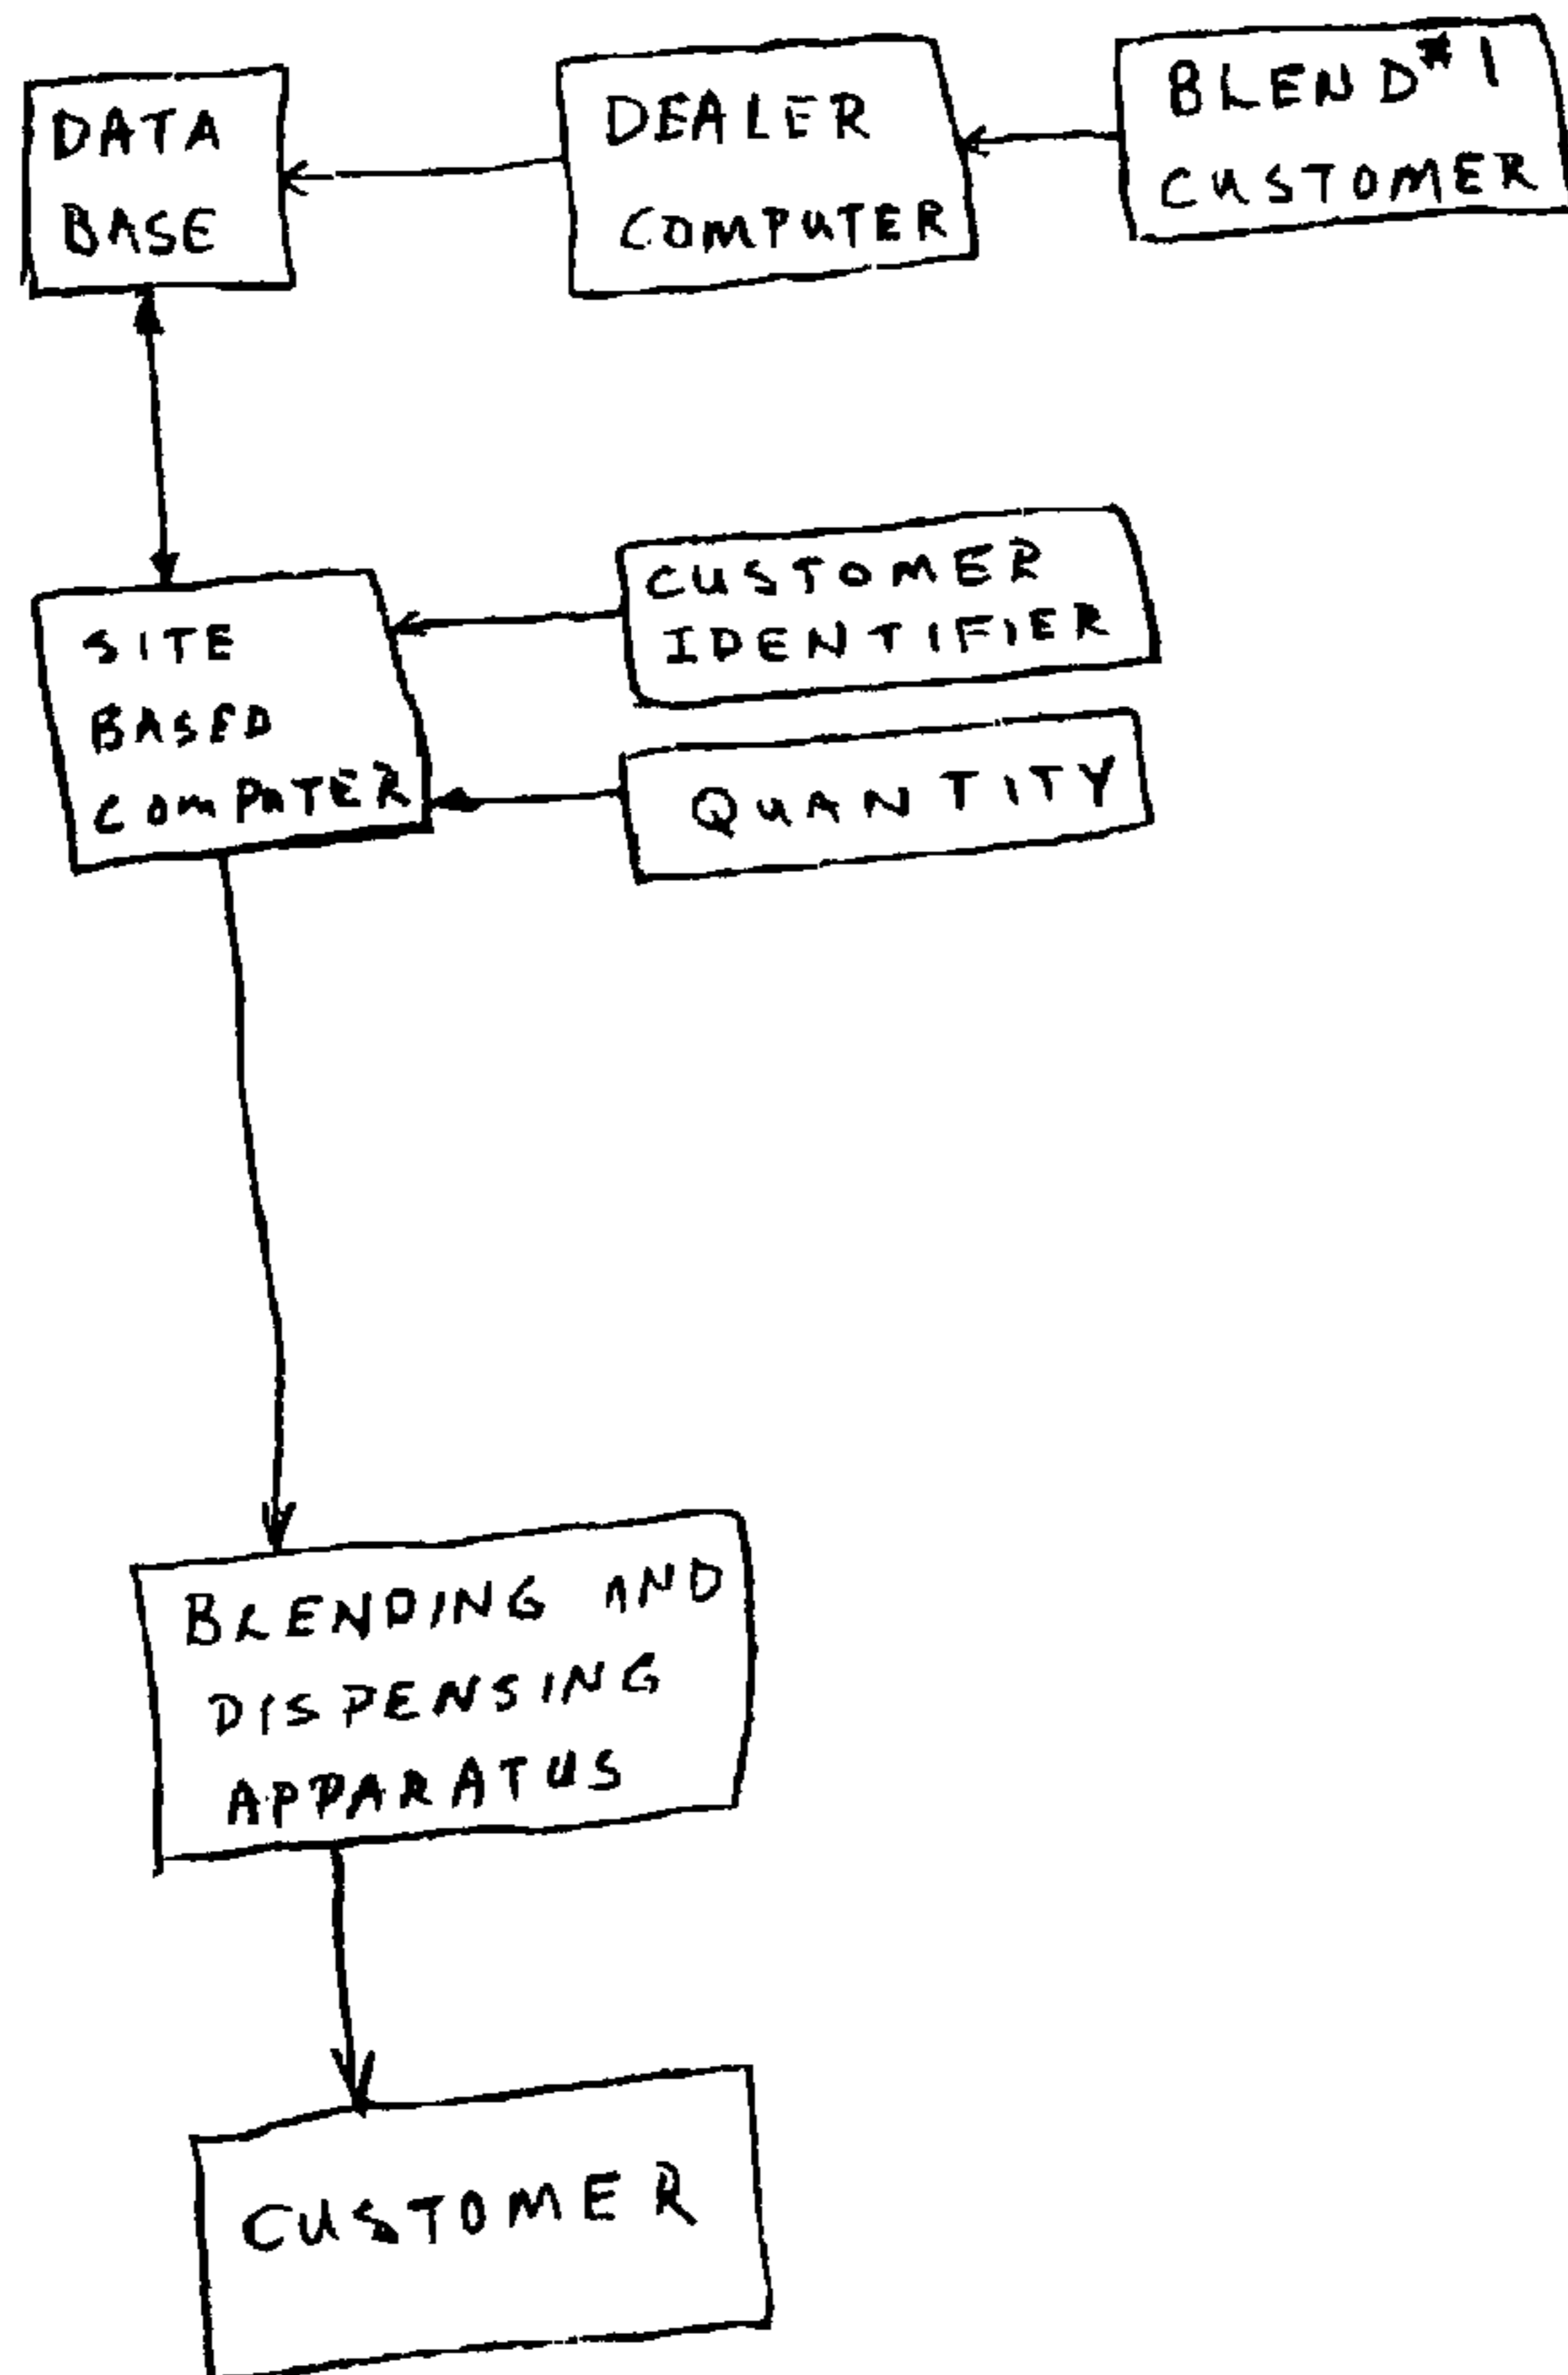 DATA
BASE
DEALER
COMPUTER
BLEND #1
CUSTOMER
SITE
BASED
COMPUTER
CUSTOMER
IDENTIFIER
QUANTITY
BLENDING AND
DISPENSING
APPARATUS
CUSTOMER